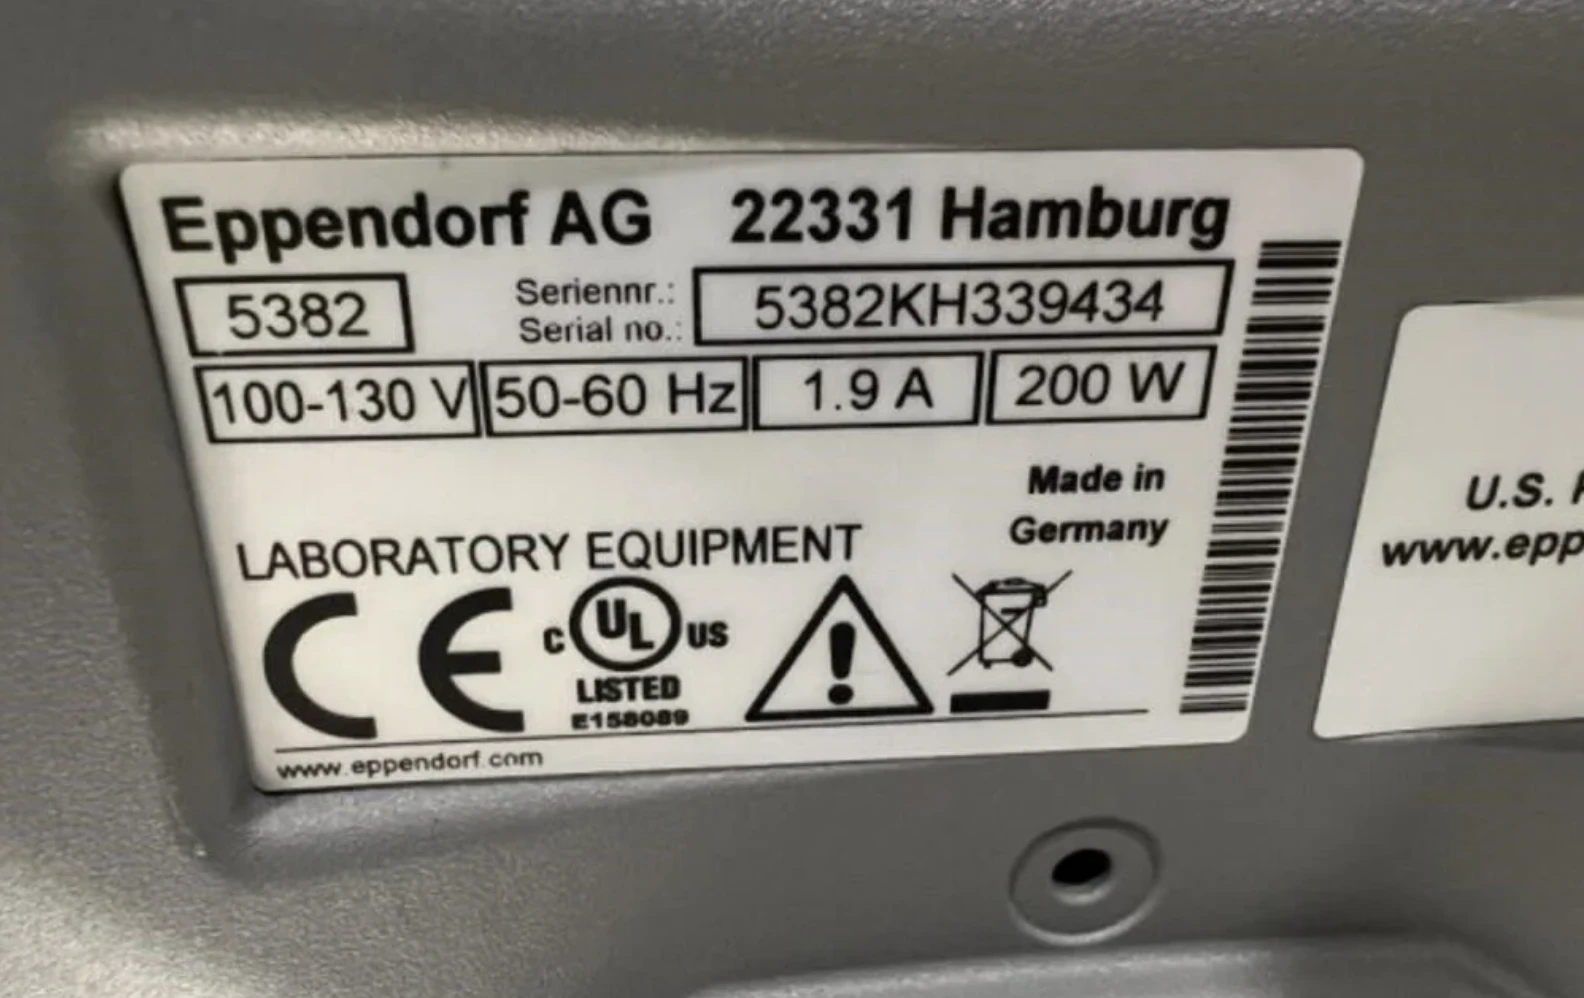 Eppendorf AG 22331 Hamburg
5382 Seriennr.: 5382KH339434
Serial no.:
100-130 V 50-60 Hz 1.9 A 200 W
Made in
Germany
LABORATORY EQUIPMENT
CE
C UL US
LISTED
E158089
www.eppendorf.com
U.S.
www.epp